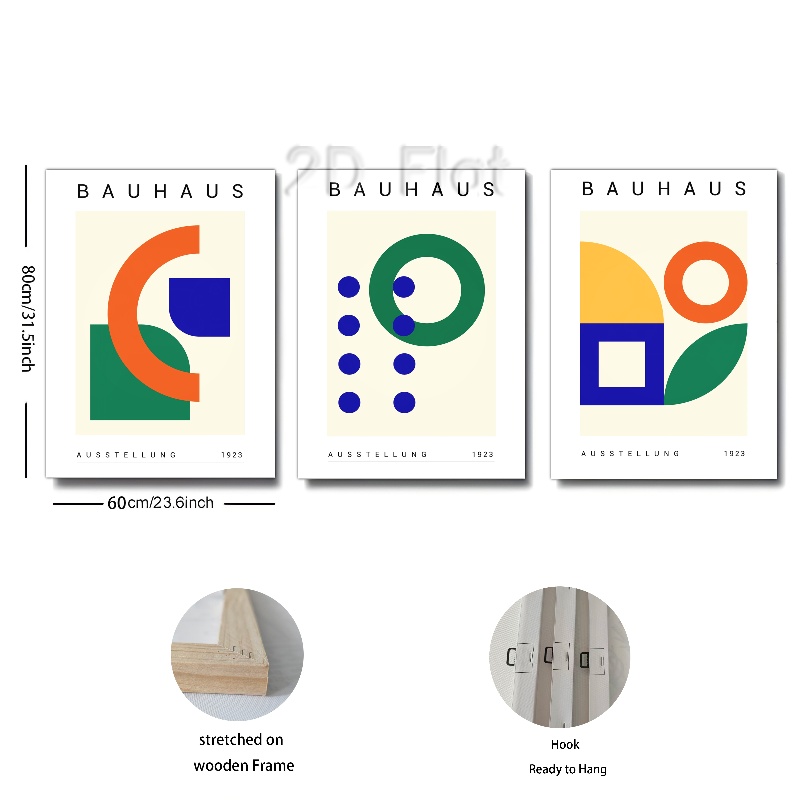 2D Flat
BAUHAUS
BAUHAUS
BAUHAUS
80cm/31.5inch
AUSSTELLUNG 1923
AUSSTELLUNG 1923
AUSSTELLUNG 1923
60cm/23.6inch
stretched on
wooden Frame
Hook
Ready to Hang